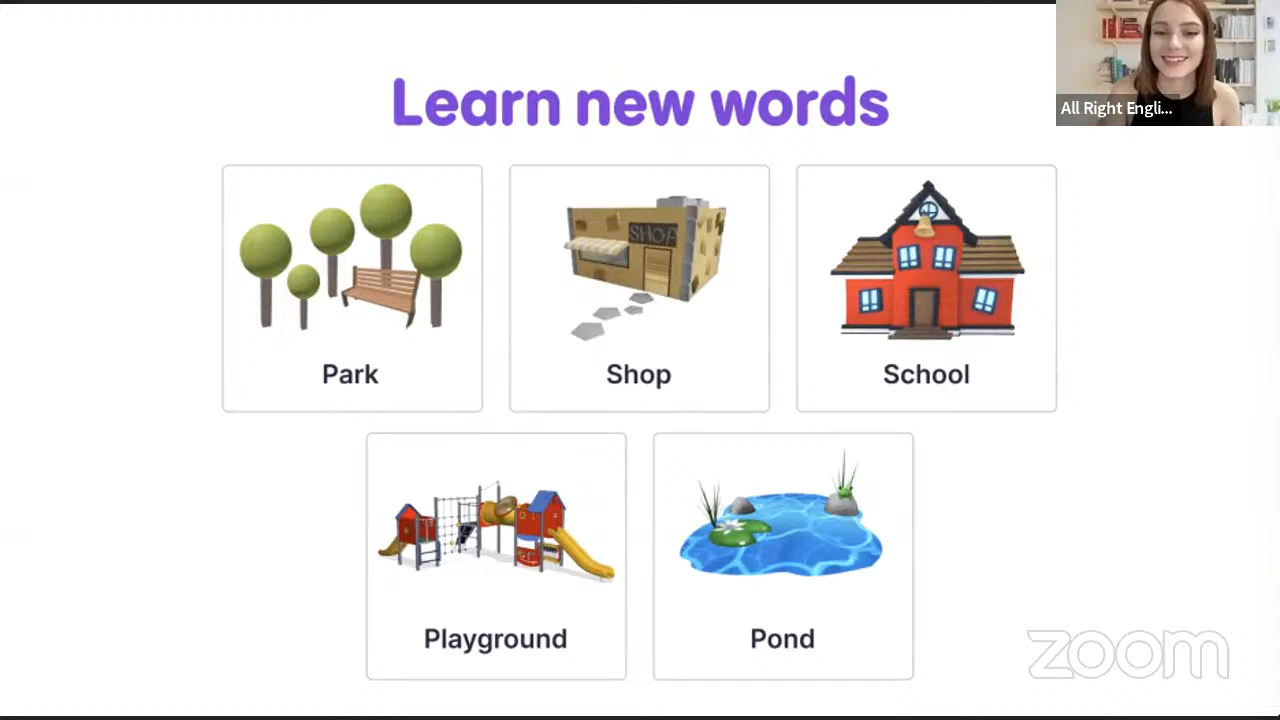 All Right Engli...
Learn new words
SHOP
Park
Shop
School
Playground
Pond
zoom